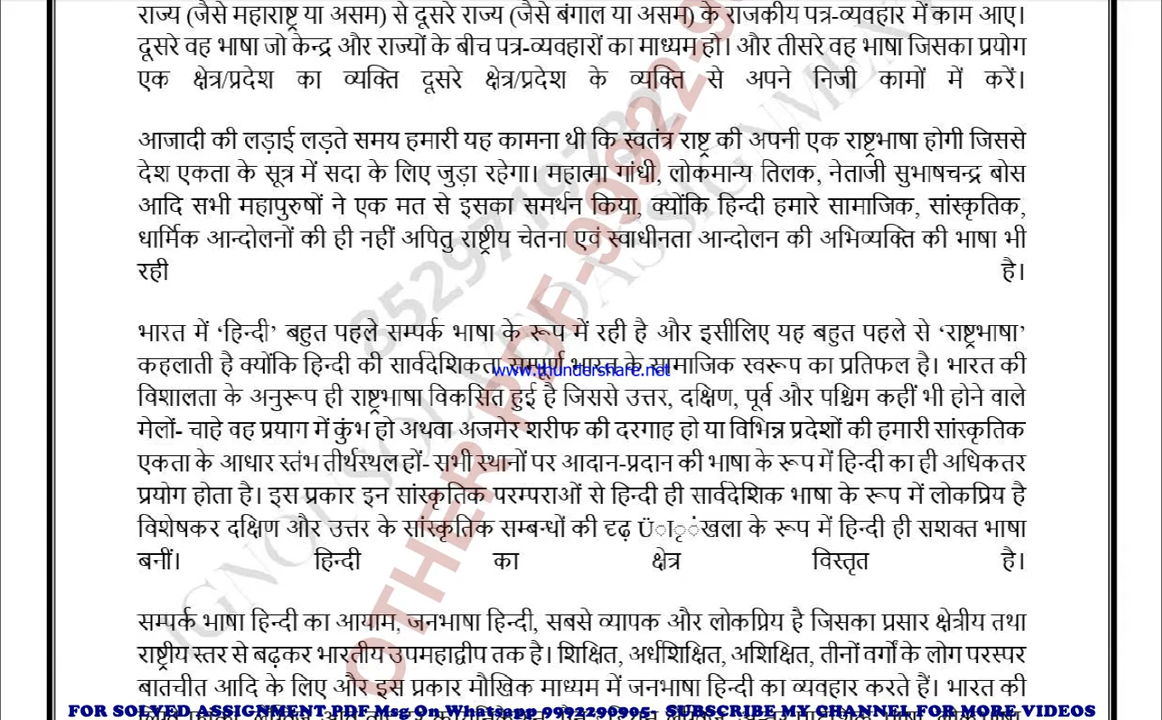 राज्य (जैसे महाराष्ट्र या असम) से दूसरे राज्य (जैसे बंगाल या असम) के राजकीय पत्र-व्यवहार में काम आए।
दूसरे वह भाषा जो केन्द्र और राज्यों के बीच पत्र-व्यवहारों का माध्यम हो। और तीसरे वह भाषा जिसका प्रयोग
एक क्षेत्र/प्रदेश का व्यक्ति दूसरे क्षेत्र/प्रदेश के व्यक्ति से अपने निजी कामों में करें।
आजादी की लड़ाई लड़ते समय हमारी यह कामना थी कि स्वतंत्र राष्ट्र की अपनी एक राष्ट्रभाषा होगी जिससे
देश एकता के सूत्र में सदा के लिए जुड़ा रहेगा। महात्मा गांधी, लोकमान्य तिलक, नेताजी सुभाषचन्द्र बोस
आदि सभी महापुरुषों ने एक मत से इसका समर्थन किया, क्योंकि हिन्दी हमारे सामाजिक, सांस्कृतिक,
धार्मिक आन्दोलनों की ही नहीं अपितु राष्ट्रीय चेतना एवं स्वाधीनता आन्दोलन की अभिव्यक्ति की भाषा भी
रही है।
भारत में ‘हिन्दी’ बहुत पहले सम्पर्क भाषा के रूप में रही है और इसीलिए यह बहुत पहले से ‘राष्ट्रभाषा’
कहलाती है क्योंकि हिन्दी की सार्वदेशिकता सम्पूर्ण भारत के सामाजिक स्वरूप का प्रतिफल है। भारत की
www.thundershare.net
विशालता के अनुरूप ही राष्ट्रभाषा विकसित हुई है जिससे उत्तर, दक्षिण, पूर्व और पश्चिम कहीं भी होने वाले
मेलों- चाहे वह प्रयाग में कुंभ हो अथवा अजमेर शरीफ की दरगाह हो या विभिन्न प्रदेशों की हमारी सांस्कृतिक
एकता के आधार स्तंभ तीर्थस्थल हों- सभी स्थानों पर आदान-प्रदान की भाषा के रूप में हिन्दी का ही अधिकतर
प्रयोग होता है। इस प्रकार इन सांस्कृतिक परम्पराओं से हिन्दी ही सार्वदेशिक भाषा के रूप में लोकप्रिय है
विशेषकर दक्षिण और उत्तर के सांस्कृतिक सम्बन्धों की दृढ़ Üाृंखला के रूप में हिन्दी ही सशक्त भाषा
बनीं। हिन्दी का क्षेत्र विस्तृत है।
सम्पर्क भाषा हिन्दी का आयाम, जनभाषा हिन्दी, सबसे व्यापक और लोकप्रिय है जिसका प्रसार क्षेत्रीय तथा
राष्ट्रीय स्तर से बढ़कर भारतीय उपमहाद्वीप तक है। शिक्षित, अर्धशिक्षित, अशिक्षित, तीनों वर्गों के लोग परस्पर
बातचीत आदि के लिए और इस प्रकार मौखिक माध्यम में जनभाषा हिन्दी का व्यवहार करते हैं। भारत की
FOR SOLVED ASSIGNMENT PDF Msg On Whatsapp 9922290995- SUBSCRIBE MY CHANNEL FOR MORE VIDEOS
OTHER PDF-99922-9